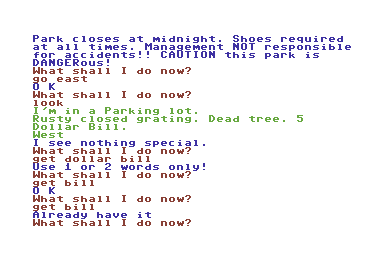 Park closes at midnight. Shoes required
at all times. Management NOT responsible
for accidents!! CAUTION this park is
DANGERous!
What shall I do now?
go east
O K
What shall I do now?
look
I'm in a Parking lot.
Rusty closed grating. Dead tree. 5
Dollar Bill.
West
I see nothing special.
What shall I do now?
get dollar bill
Use 1 or 2 words only!
What shall I do now?
get bill
O K
What shall I do now?
get bill
Already have it
What shall I do now?